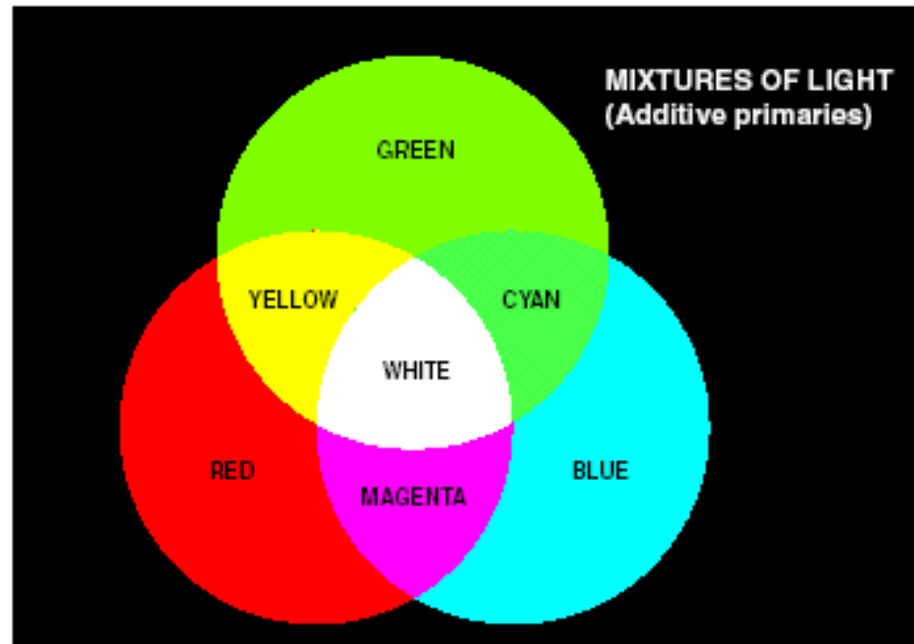 MIXTURES OF LIGHT
(Additive primaries)
GREEN
YELLOW
CYAN
WHITE
RED
BLUE
MAGENTA